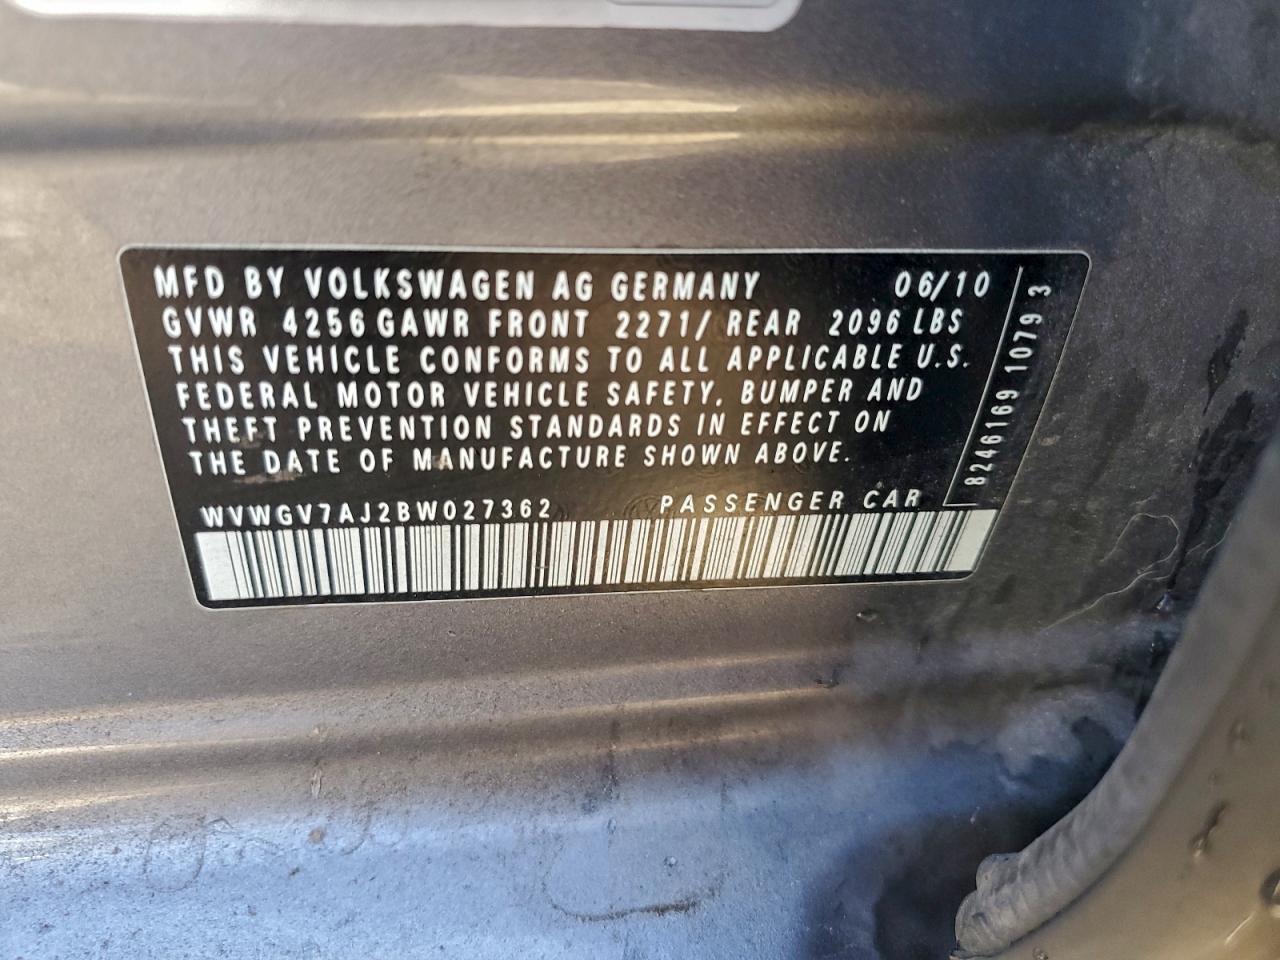 MFD BY VOLKSWAGEN AG GERMANY 06/10
GVWR 4256 GAWR FRONT 2271/ REAR 2096 LBS
THIS VEHICLE CONFORMS TO ALL APPLICABLE U.S.
FEDERAL MOTOR VEHICLE SAFETY, BUMPER AND
THEFT PREVENTION STANDARDS IN EFFECT ON
THE DATE OF MANUFACTURE SHOWN ABOVE.
WVWGV7AJ2BW027362 PASSENGER CAR
8246169 1079 3